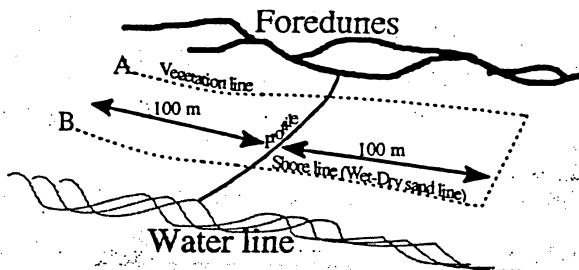 Foredunes
A
Vegetation line
100 m
profile
B
100 m
Shore line (Wet-Dry sand line)
Water line